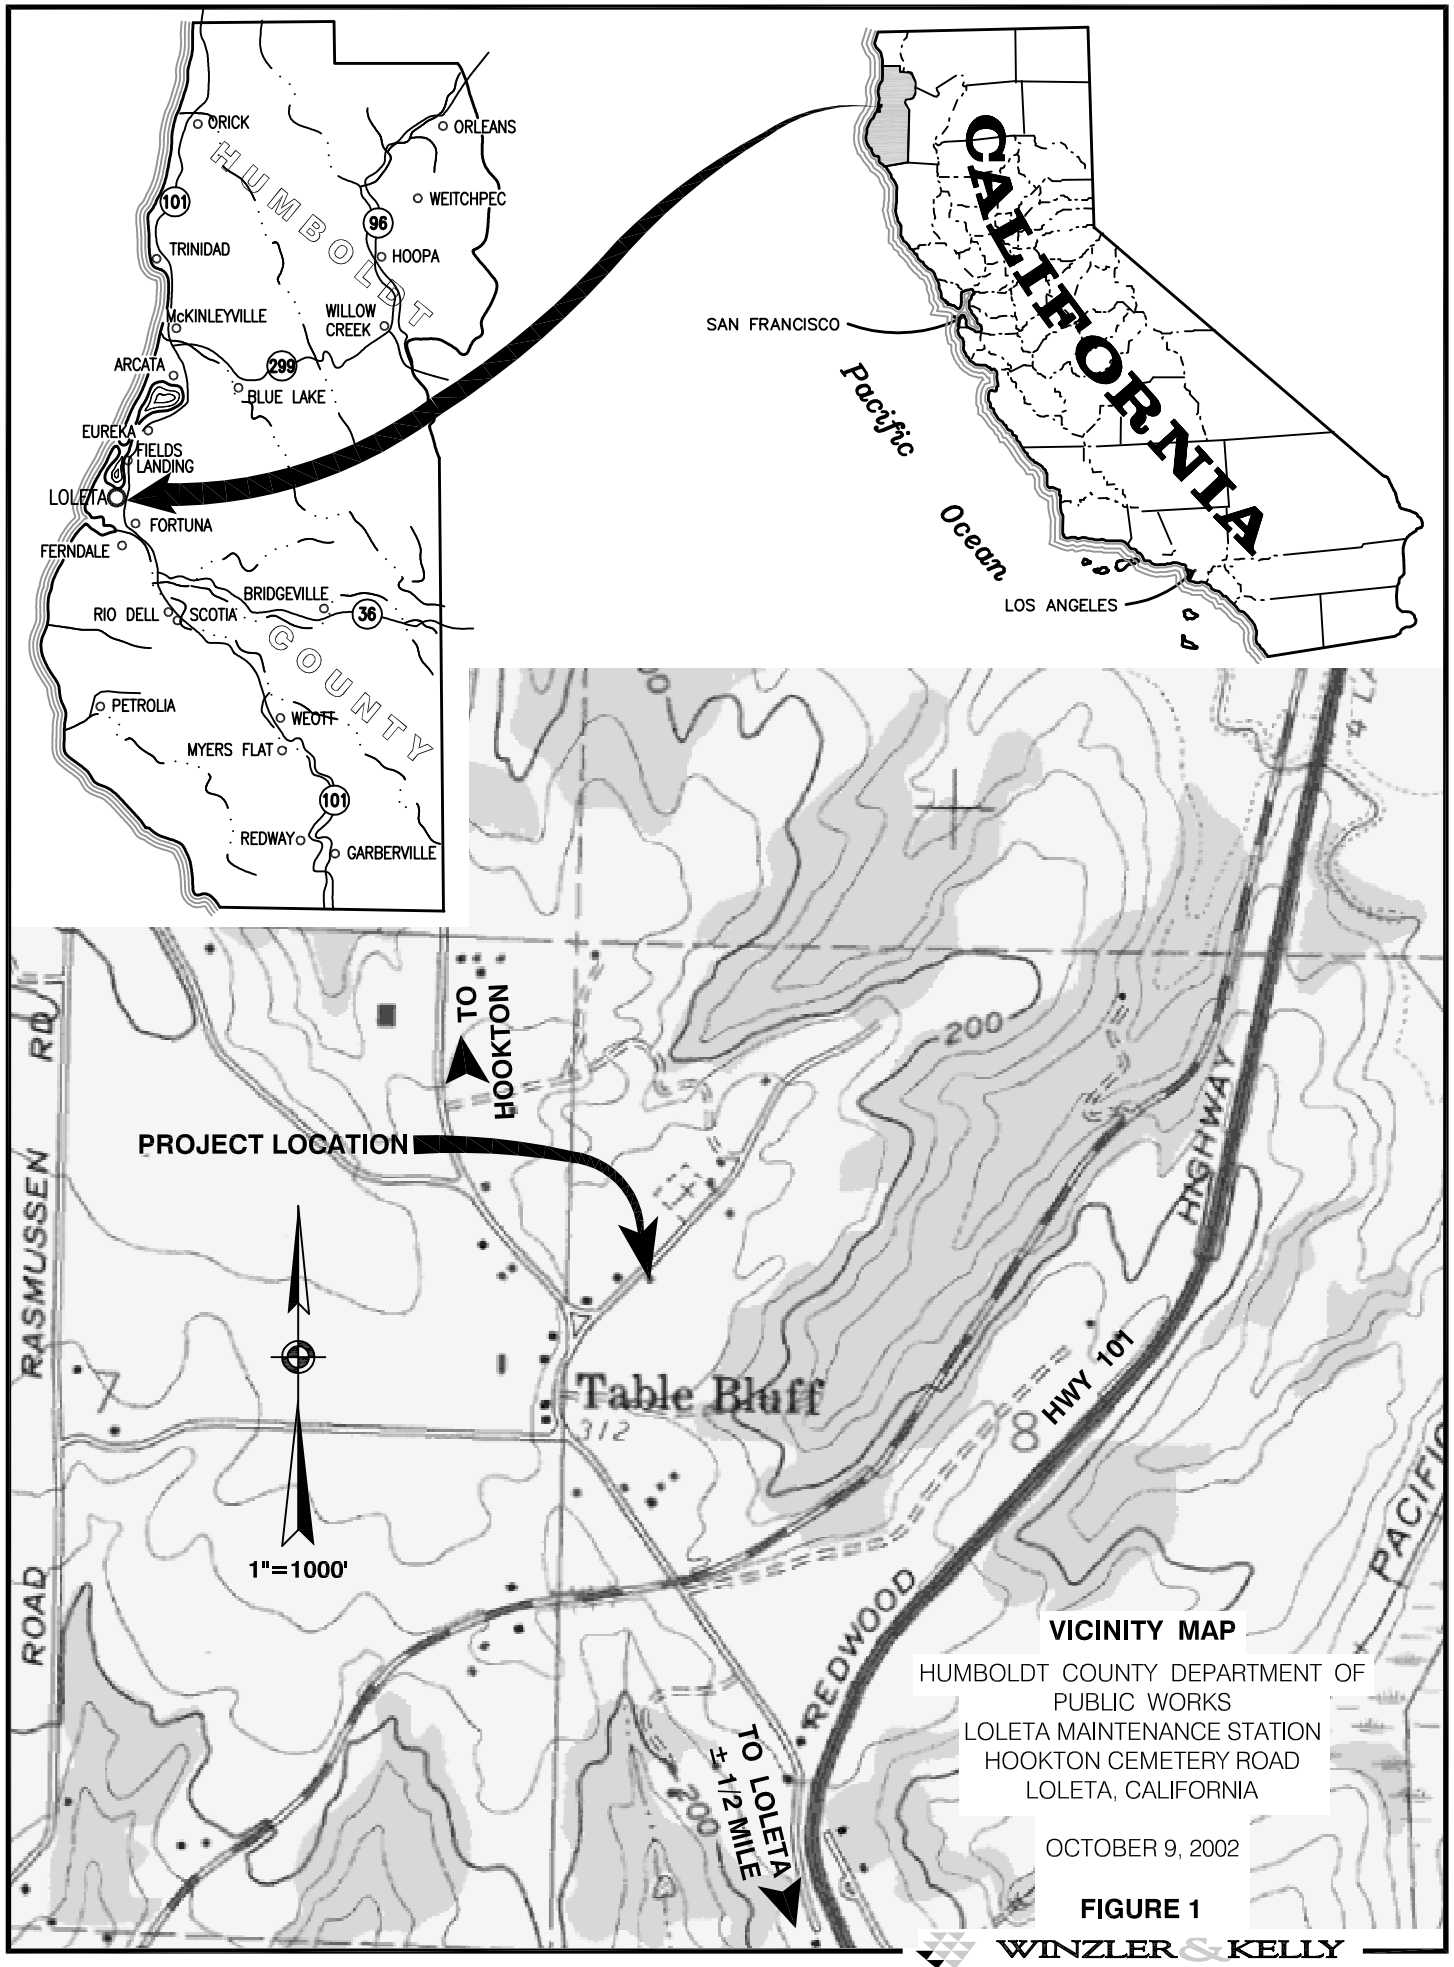 ORICK
ORLEANS
HUMBOLDT
WEITCHPEC
101
96
TRINIDAD
HOOPA
McKINLEYVILLE
WILLOW
CREEK
ARCATA
299
BLUE LAKE
EUREKA
FIELDS
LANDING
LOLETA
FORTUNA
FERNDALE
BRIDGEVILLE
RIO DELL
SCOTIA
36
COUNTY
PETROLIA
WEOTT
MYERS FLAT
101
REDWAY
GARBERVILLE
CALIFORNIA
SAN FRANCISCO
Pacific
Ocean
LOS ANGELES
4 LA
TO
HOOKTON
200
RASMUSSEN RD
PROJECT LOCATION
HIGHWAY
7
Table Bluff
312
8
HWY 101
1"=1000'
PACIFIC
ROAD
REDWOOD
200
TO LOLETA
± 1/2 MILE
VICINITY MAP
HUMBOLDT COUNTY DEPARTMENT OF
PUBLIC WORKS
LOLETA MAINTENANCE STATION
HOOKTON CEMETERY ROAD
LOLETA, CALIFORNIA
OCTOBER 9, 2002
FIGURE 1
WINZLER & KELLY